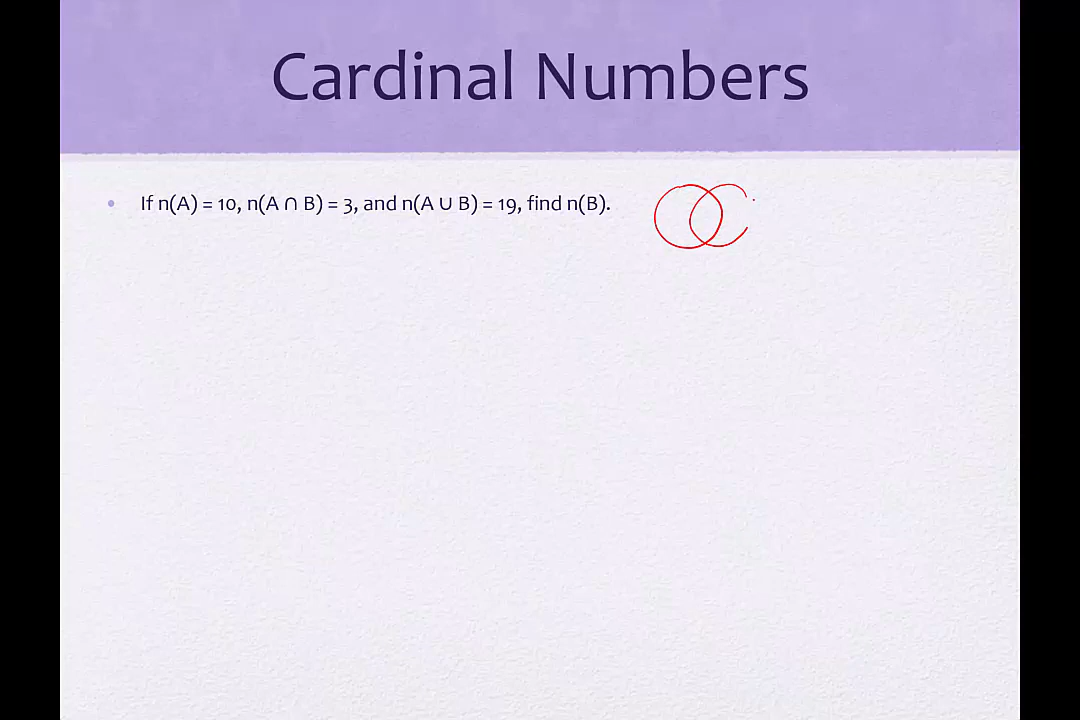 Cardinal Numbers
• If n(A) = 10, n(A ∩ B) = 3, and n(A ∪ B) = 19, find n(B).